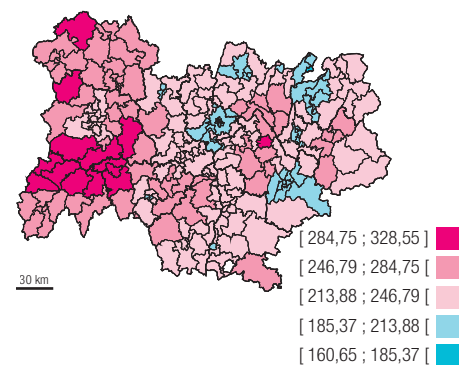 [ 284,75 ; 328,55 ]
[ 246,79 ; 284,75 [
30 km
[ 213,88 ; 246,79 [
[ 185,37 ; 213,88 [
[ 160,65 ; 185,37 [